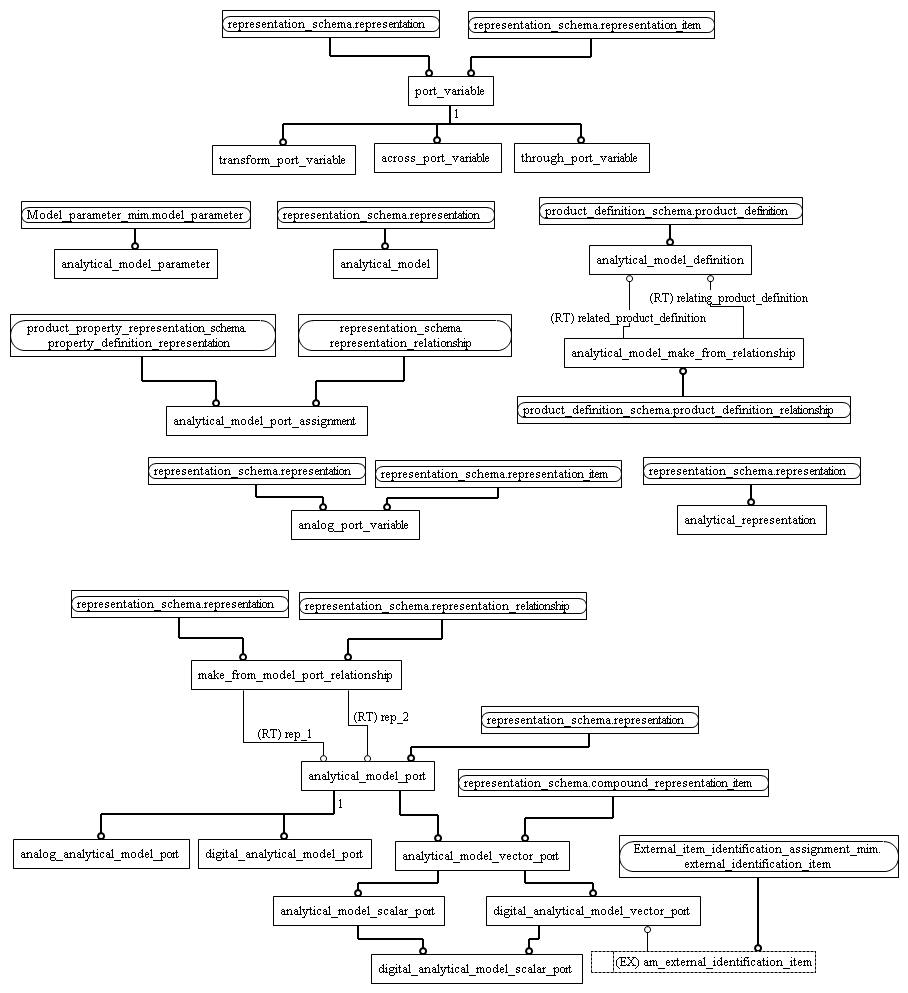 representation_schema.representation
representation_schema.representation_item
port_variable
1
transform_port_variable
across_port_variable
through_port_variable
Model_parameter_mim.model_parameter
representation_schema.representation
product_definition_schema.product_definition
analytical_model_parameter
analytical_model
analytical_model_definition
(RT) relating_product_definition
(RT) related_product_definition
product_property_representation_schema.
property_definition_representation
representation_schema.
representation_relationship
analytical_model_make_from_relationship
analytical_model_port_assignment
product_definition_schema.product_definition_relationship
representation_schema.representation
representation_schema.representation_item
representation_schema.representation
analog_port_variable
analytical_representation
representation_schema.representation
representation_schema.representation_relationship
make_from_model_port_relationship
(RT) rep_1
(RT) rep_2
representation_schema.representation
analytical_model_port
representation_schema.compound_representation_item
1
analog_analytical_model_port
digital_analytical_model_port
analytical_model_vector_port
External_item_identification_assignment_mim.
external_identification_item
analytical_model_scalar_port
digital_analytical_model_vector_port
digital_analytical_model_scalar_port
(EX) am_external_identification_item